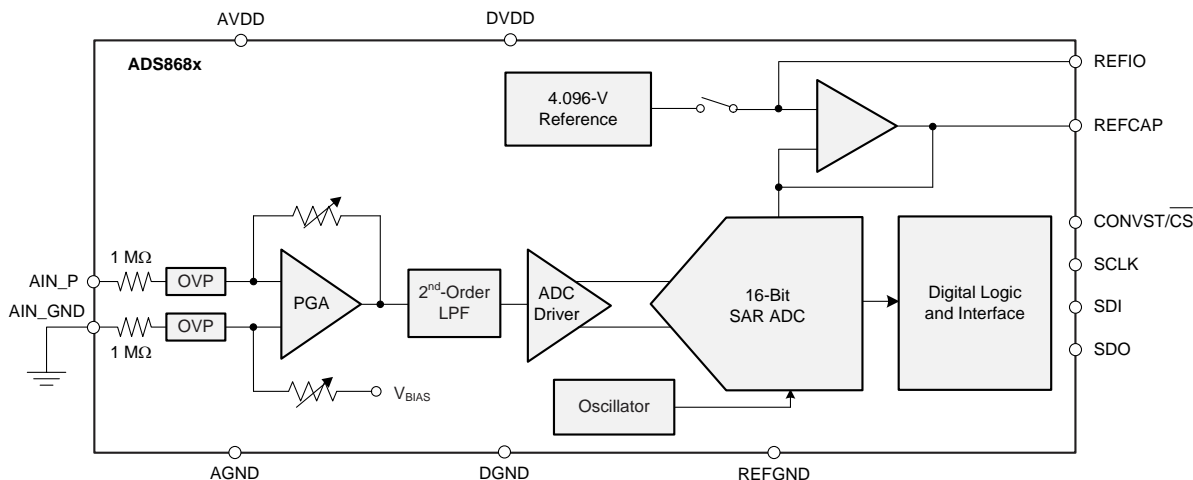 AVDD
DVDD
ADS868x
4.096-V
Reference
REFIO
REFCAP
CONVST/C̅S̅
SCLK
SDI
SDO
AIN_P
1 MΩ
OVP
AIN_GND
OVP
1 MΩ
PGA
VBIAS
2nd-Order
LPF
ADC
Driver
16-Bit
SAR ADC
Digital Logic
and Interface
Oscillator
AGND
DGND
REFGND